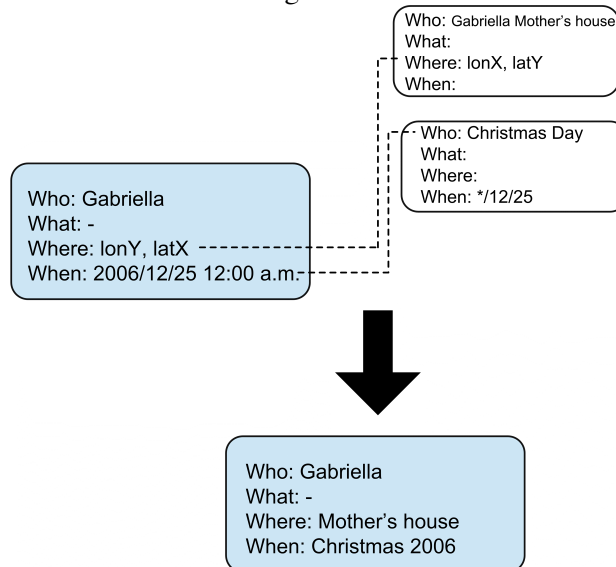 Who: Gabriella Mother's house
What:
Where: lonX, latY
When:
Who: Christmas Day
What:
Where:
When: */12/25
Who: Gabriella
What: -
Where: lonY, latX
When: 2006/12/25 12:00 a.m.
Who: Gabriella
What: -
Where: Mother’s house
When: Christmas 2006